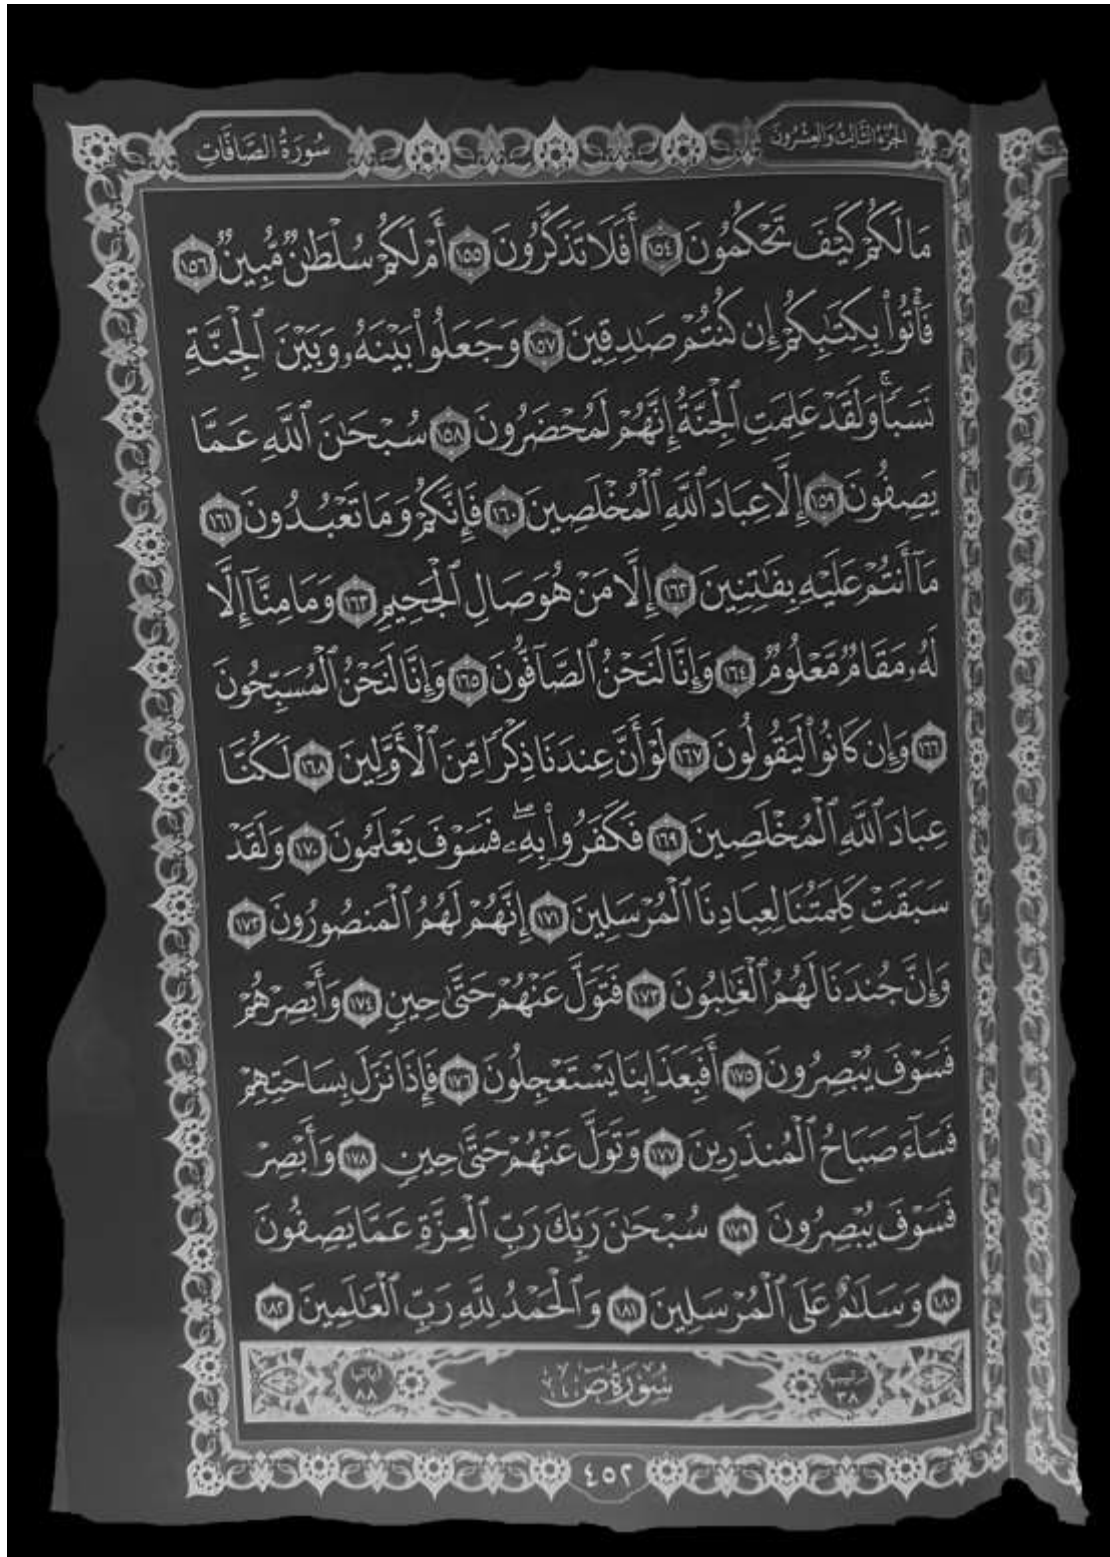 الجزء الثالث والعشرون
سورة الصافات
مَا لَكُمْ كَيْفَ تَحْكُمُونَ ١٥٤ أَفَلَا تَذَكَّرُونَ ١٥٥ أَمْ لَكُمْ سُلْطَٰنٌ مُّبِينٌ ١٥٦
فَأْتُوا۟ بِكِتَٰبِكُمْ إِن كُنتُمْ صَٰدِقِينَ ١٥٧ وَجَعَلُوا۟ بَيْنَهُۥ وَبَيْنَ ٱلْجِنَّةِ
نَسَبًۭا ۚ وَلَقَدْ عَلِمَتِ ٱلْجِنَّةُ إِنَّهُمْ لَمُحْضَرُونَ ١٥٨ سُبْحَٰنَ ٱللَّهِ عَمَّا
يَصِفُونَ ١٥٩ إِلَّا عِبَادَ ٱللَّهِ ٱلْمُخْلَصِينَ ١٦٠ فَإِنَّكُمْ وَمَا تَعْبُدُونَ ١٦١
مَآ أَنتُمْ عَلَيْهِ بِفَٰتِنِينَ ١٦٢ إِلَّا مَنْ هُوَ صَالِ ٱلْجَحِيمِ ١٦٣ وَمَا مِنَّآ إِلَّا
لَهُۥ مَقَامٌۭ مَّعْلُومٌۭ ١٦٤ وَإِنَّا لَنَحْنُ ٱلصَّآفُّونَ ١٦٥ وَإِنَّا لَنَحْنُ ٱلْمُسَبِّحُونَ
١٦٦ وَإِن كَانُوا۟ لَيَقُولُونَ ١٦٧ لَوْ أَنَّ عِندَنَا ذِكْرًۭا مِّنَ ٱلْأَوَّلِينَ ١٦٨ لَكُنَّا
عِبَادَ ٱللَّهِ ٱلْمُخْلَصِينَ ١٦٩ فَكَفَرُوا۟ بِهِۦ ۖ فَسَوْفَ يَعْلَمُونَ ١٧٠ وَلَقَدْ
سَبَقَتْ كَلِمَتُنَا لِعِبَادِنَا ٱلْمُرْسَلِينَ ١٧١ إِنَّهُمْ لَهُمُ ٱلْمَنصُورُونَ ١٧٢
وَإِنَّ جُندَنَا لَهُمُ ٱلْغَٰلِبُونَ ١٧٣ فَتَوَلَّ عَنْهُمْ حَتَّىٰ حِينٍۢ ١٧٤ وَأَبْصِرْهُمْ
فَسَوْفَ يُبْصِرُونَ ١٧٥ أَفَبِعَذَابِنَا يَسْتَعْجِلُونَ ١٧٦ فَإِذَا نَزَلَ بِسَاحَتِهِمْ
فَسَآءَ صَبَاحُ ٱلْمُنذَرِينَ ١٧٧ وَتَوَلَّ عَنْهُمْ حَتَّىٰ حِينٍۢ ١٧٨ وَأَبْصِرْ
فَسَوْفَ يُبْصِرُونَ ١٧٩ سُبْحَٰنَ رَبِّكَ رَبِّ ٱلْعِزَّةِ عَمَّا يَصِفُونَ
١٨٠ وَسَلَٰمٌ عَلَى ٱلْمُرْسَلِينَ ١٨١ وَٱلْحَمْدُ لِلَّهِ رَبِّ ٱلْعَٰلَمِينَ ١٨٢
ترتيبها ٣٨ سورة ص آياتها ٨٨
٤٥٢